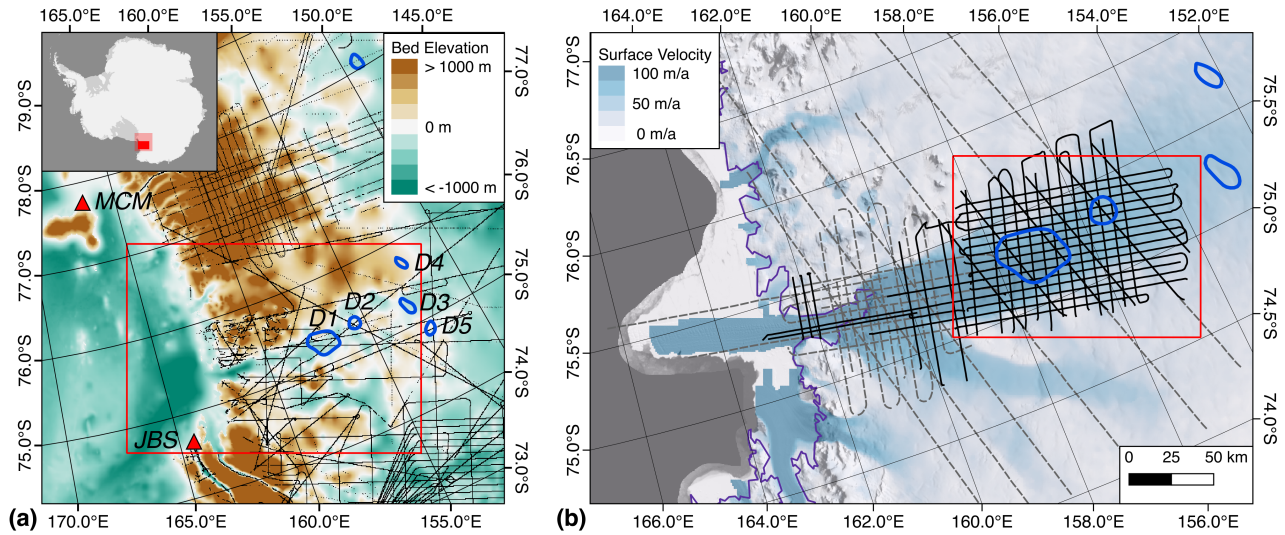 165.0°E 160.0°E 155.0°E 150.0°E 145.0°E
Bed Elevation
> 1000 m
0 m
< -1000 m
79.0°S
78.0°S
77.0°S
76.0°S
75.0°S
77.0°S
76.0°S
75.0°S
74.0°S
73.0°S
MCM
D4
D3
D2
D1
D5
JBS
(a)
170.0°E 165.0°E 160.0°E 155.0°E
164.0°E 162.0°E 160.0°E 158.0°E 156.0°E 154.0°E 152.0°E
Surface Velocity
100 m/a
50 m/a
0 m/a
77.0°S
76.5°S
76.0°S
75.5°S
75.0°S
75.5°S
75.0°S
74.5°S
74.0°S
0 25 50 km
(b)
166.0°E 164.0°E 162.0°E 160.0°E 158.0°E 156.0°E